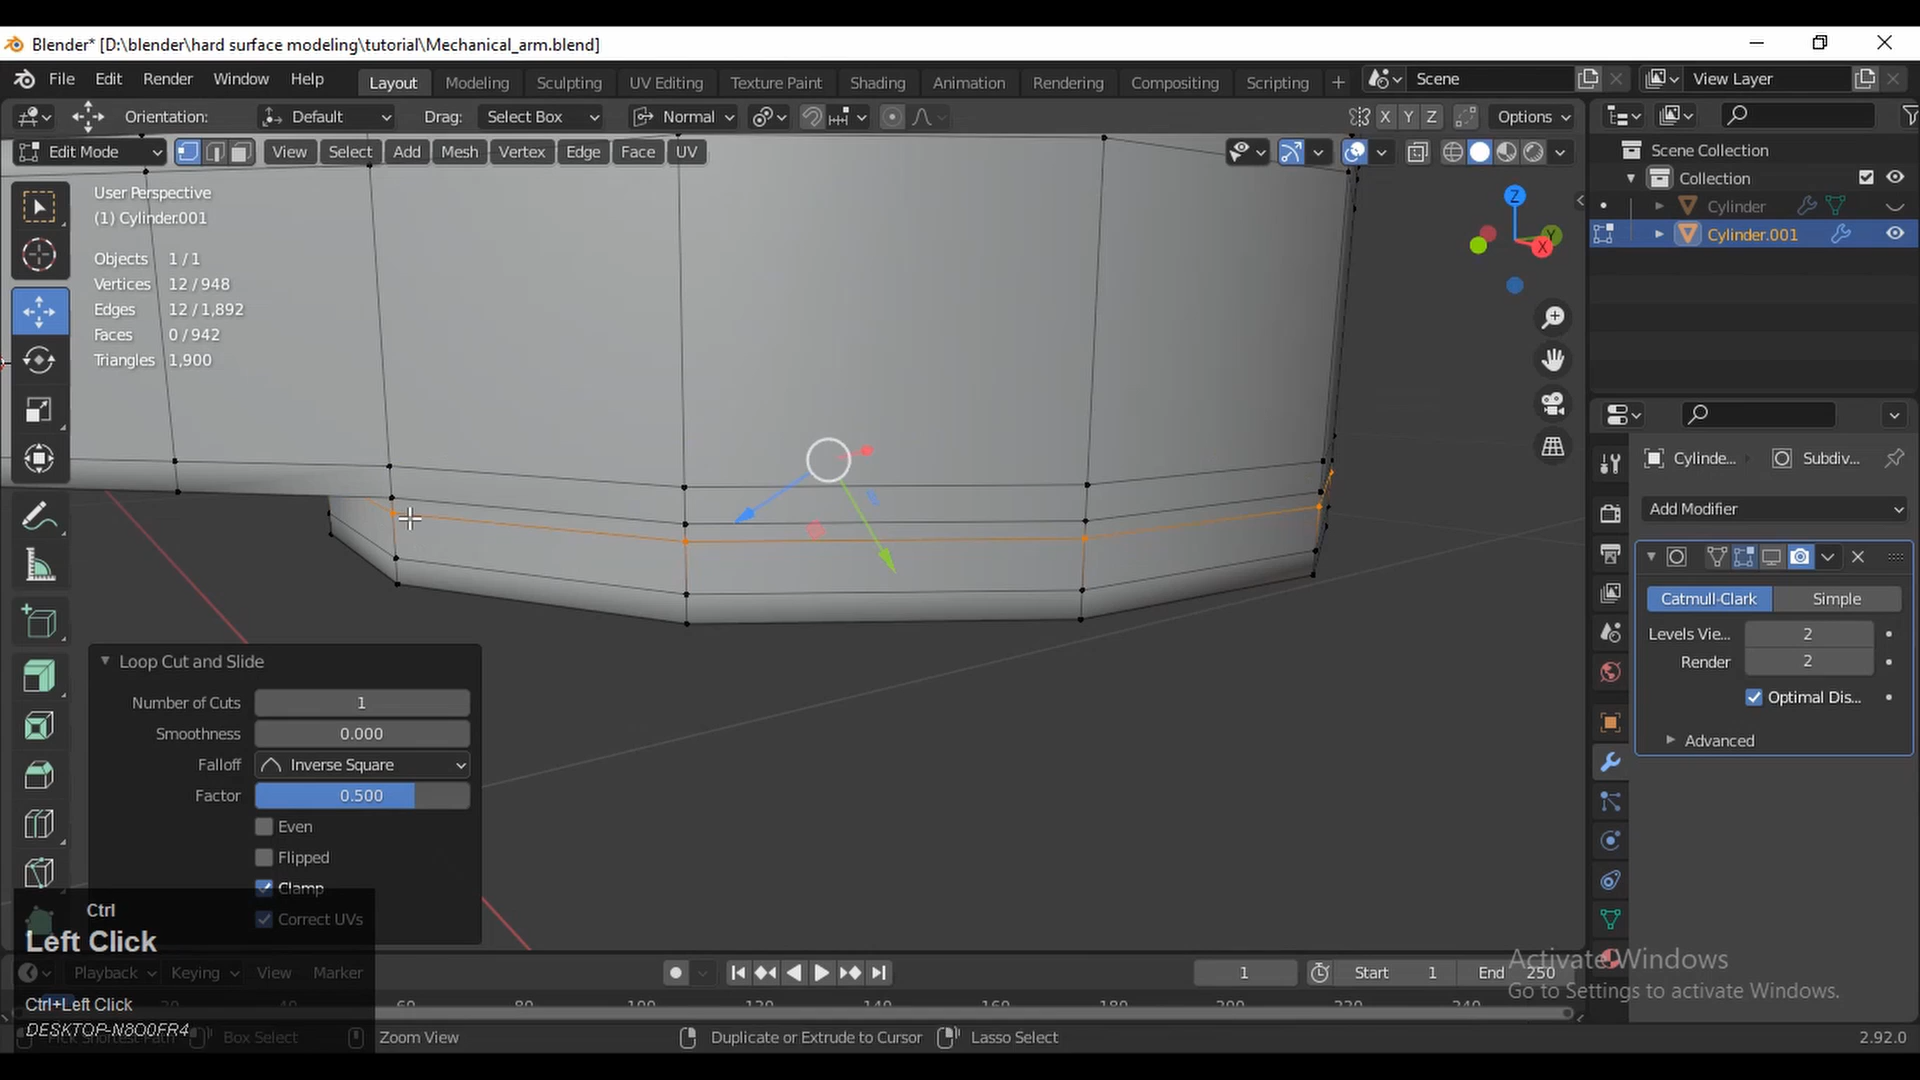 Blender* [D:\blender\hard surface modeling\tutorial\Mechanical_arm.blend]
File Edit Render Window Help Layout Modeling Sculpting UV Editing Texture Paint Shading Animation Rendering Compositing Scripting + Scene View Layer
Orientation: Default Drag: Select Box Normal X Y Z Options
Edit Mode View Select Add Mesh Vertex Edge Face UV
Scene Collection
Collection
Cylinder
Cylinder.001
User Perspective
(1) Cylinder.001
Objects 1 / 1
Vertices 12 / 948
Edges 12 / 1,892
Faces 0 / 942
Triangles 1,900
Z
Y
X
Cylinde... Subdiv...
Add Modifier
Catmull-Clark Simple
Levels Vie... 2
Render 2
Optimal Dis...
Advanced
Loop Cut and Slide
Number of Cuts 1
Smoothness 0.000
Falloff Inverse Square
Factor 0.500
Even
Flipped
Clamp
Correct UVs
Ctrl
Left Click
Ctrl+Left Click
DESKTOP-N8O0FR4
Playback Keying View Marker 1 Start 1 End 250
Activate Windows
Go to Settings to activate Windows.
Box Select Zoom View Duplicate or Extrude to Cursor Lasso Select 2.92.0